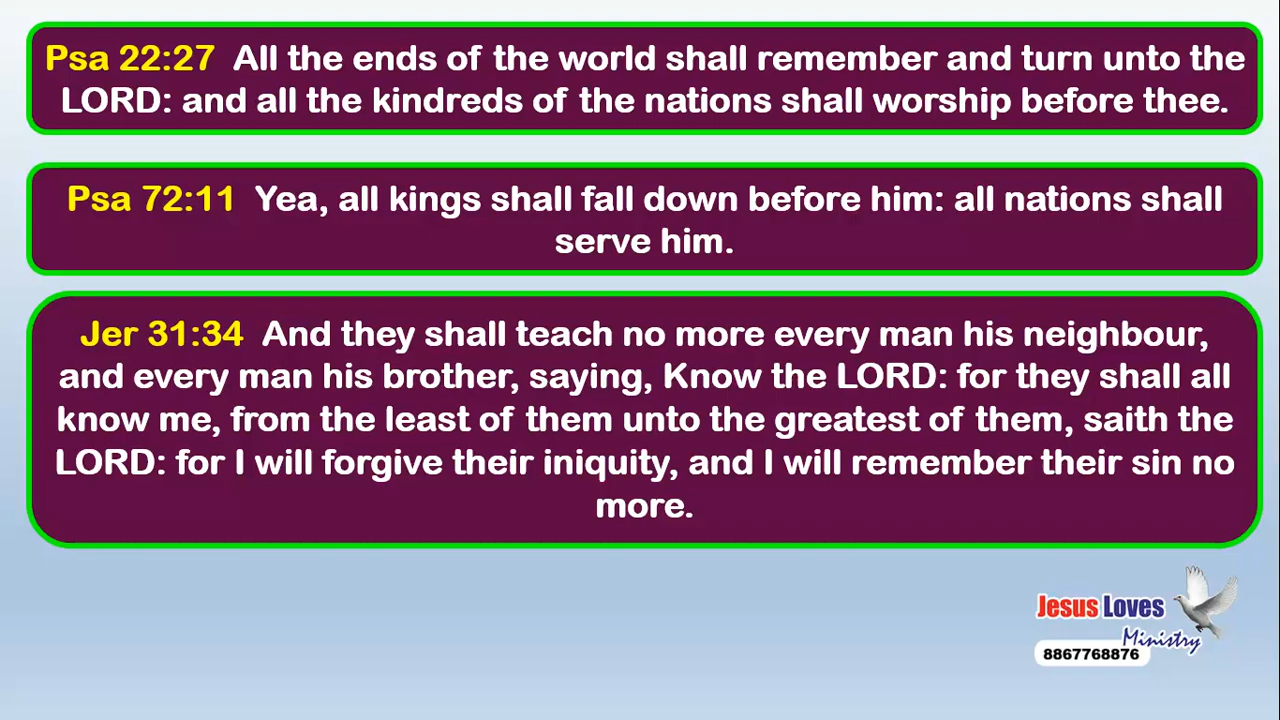 Psa 22:27 All the ends of the world shall remember and turn unto the
LORD: and all the kindreds of the nations shall worship before thee.
Psa 72:11 Yea, all kings shall fall down before him: all nations shall
serve him.
Jer 31:34 And they shall teach no more every man his neighbour,
and every man his brother, saying, Know the LORD: for they shall all
know me, from the least of them unto the greatest of them, saith the
LORD: for I will forgive their iniquity, and I will remember their sin no
more.
Jesus Loves
Ministry
8867768876